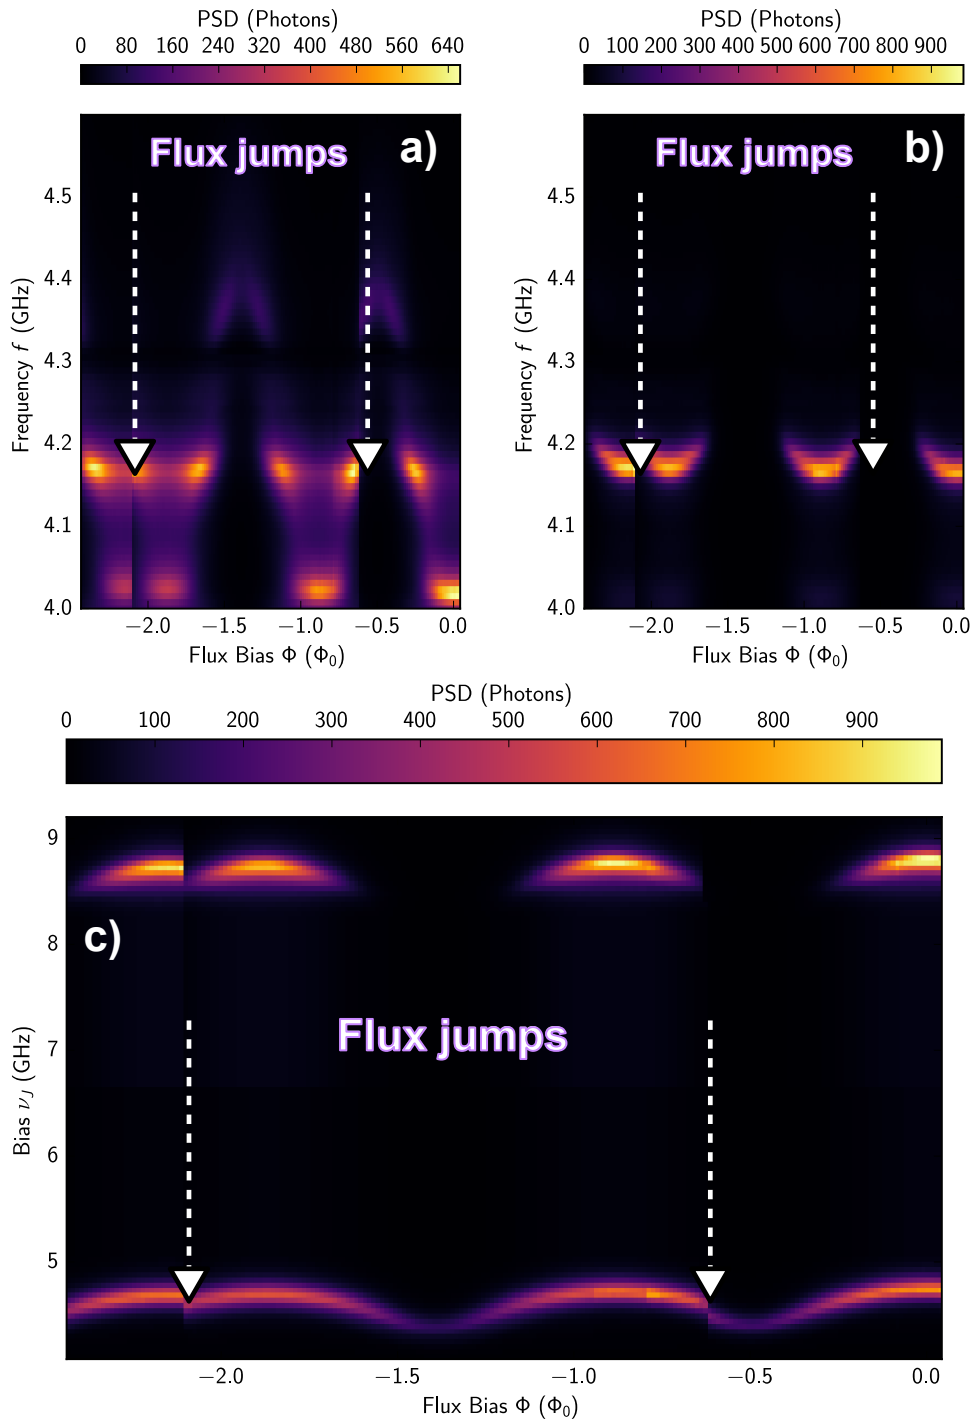 PSD (Photons)
0 80 160 240 320 400 480 560 640
Flux jumps a)
4.5
4.4
4.3
4.2
4.1
4.0
Frequency f (GHz)
−2.0 −1.5 −1.0 −0.5 0.0
Flux Bias Φ (Φ₀)
PSD (Photons)
0 100 200 300 400 500 600 700 800 900
Flux jumps b)
4.5
4.4
4.3
4.2
4.1
4.0
Frequency f (GHz)
−2.0 −1.5 −1.0 −0.5 0.0
Flux Bias Φ (Φ₀)
PSD (Photons)
0 100 200 300 400 500 600 700 800 900
9
8
7
6
5
Bias ν_J (GHz)
c)
Flux jumps
−2.0 −1.5 −1.0 −0.5 0.0
Flux Bias Φ (Φ₀)